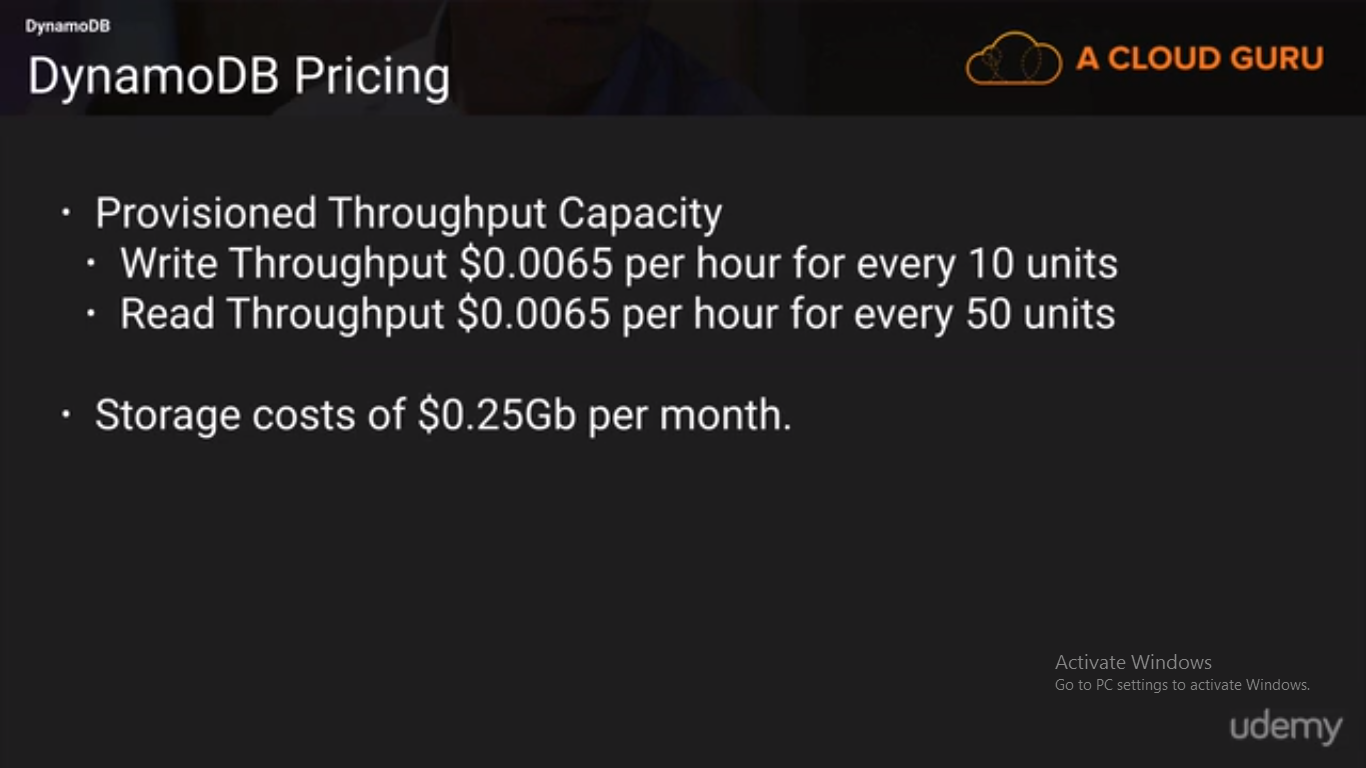 DynamoDB
DynamoDB Pricing
A CLOUD GURU
• Provisioned Throughput Capacity
• Write Throughput $0.0065 per hour for every 10 units
• Read Throughput $0.0065 per hour for every 50 units
• Storage costs of $0.25Gb per month.
Activate Windows
Go to PC settings to activate Windows.
udemy